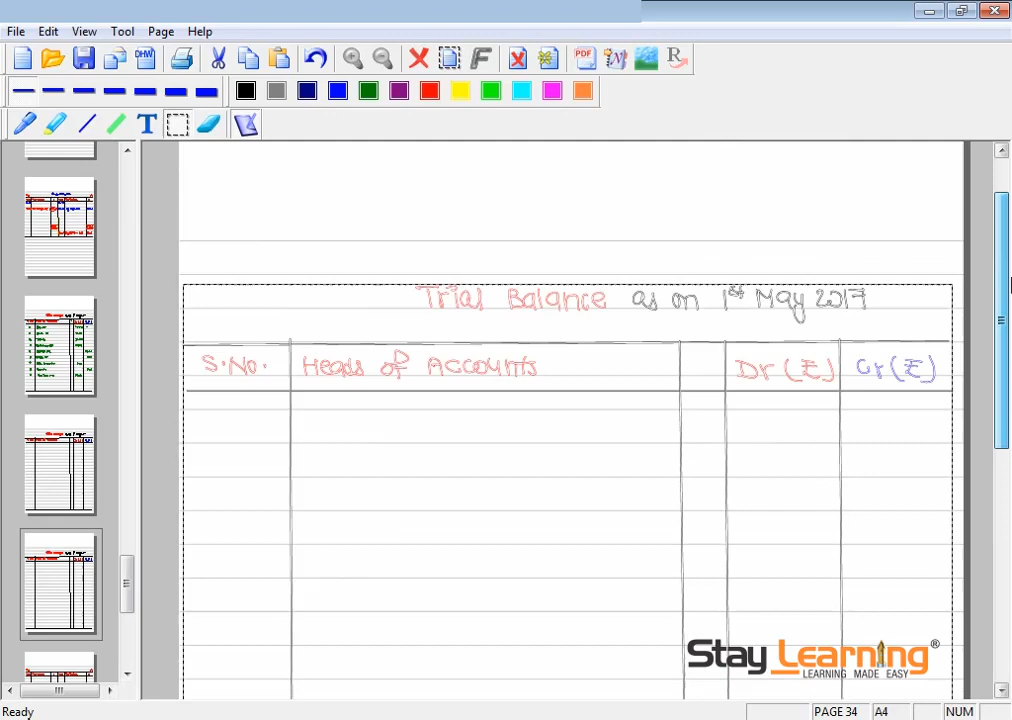 File Edit View Tool Page Help
Trial Balance as on 1st May 2017
S.No. Heads of Accounts Dr (£) Cr (£)
Stay Learning®
LEARNING MADE EASY
Ready PAGE 34 A4 NUM